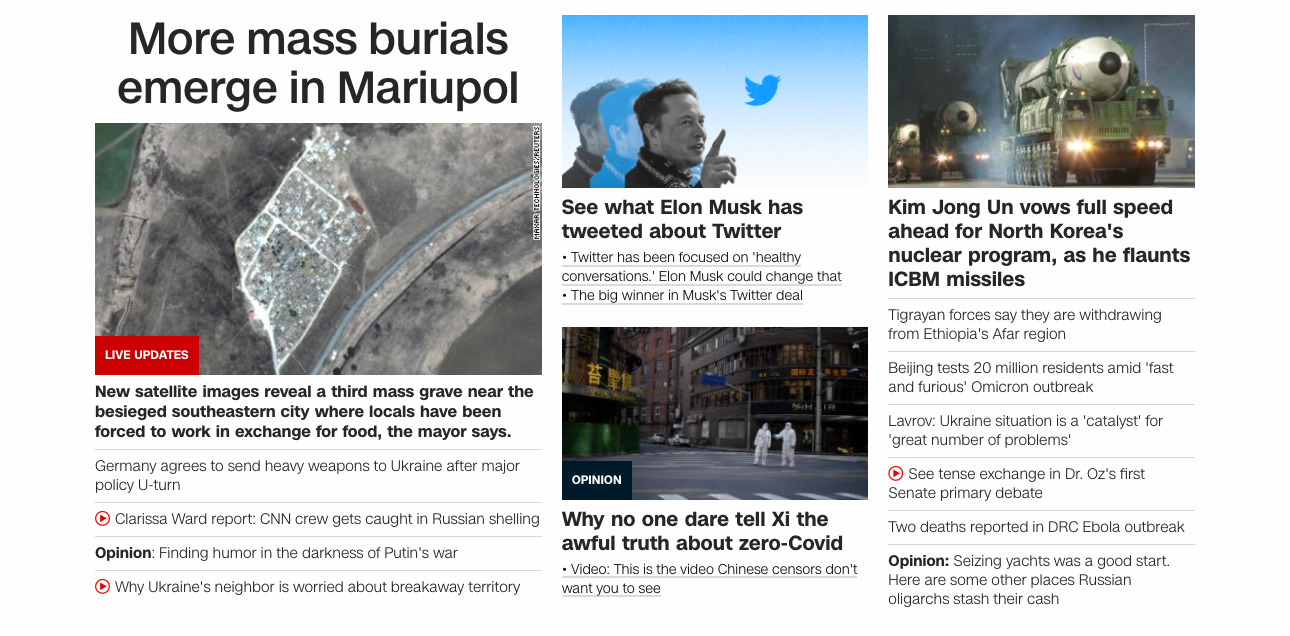 More mass burials
emerge in Mariupol
MAXAR TECHNOLOGIES/REUTERS
LIVE UPDATES
New satellite images reveal a third mass grave near the
besieged southeastern city where locals have been
forced to work in exchange for food, the mayor says.
Germany agrees to send heavy weapons to Ukraine after major
policy U-turn
Clarissa Ward report: CNN crew gets caught in Russian shelling
Opinion: Finding humor in the darkness of Putin's war
Why Ukraine's neighbor is worried about breakaway territory
See what Elon Musk has
tweeted about Twitter
• Twitter has been focused on 'healthy
conversations.' Elon Musk could change that
• The big winner in Musk's Twitter deal
OPINION
Why no one dare tell Xi the
awful truth about zero-Covid
• Video: This is the video Chinese censors don't
want you to see
Kim Jong Un vows full speed
ahead for North Korea's
nuclear program, as he flaunts
ICBM missiles
Tigrayan forces say they are withdrawing
from Ethiopia's Afar region
Beijing tests 20 million residents amid 'fast
and furious' Omicron outbreak
Lavrov: Ukraine situation is a 'catalyst' for
'great number of problems'
See tense exchange in Dr. Oz's first
Senate primary debate
Two deaths reported in DRC Ebola outbreak
Opinion: Seizing yachts was a good start.
Here are some other places Russian
oligarchs stash their cash